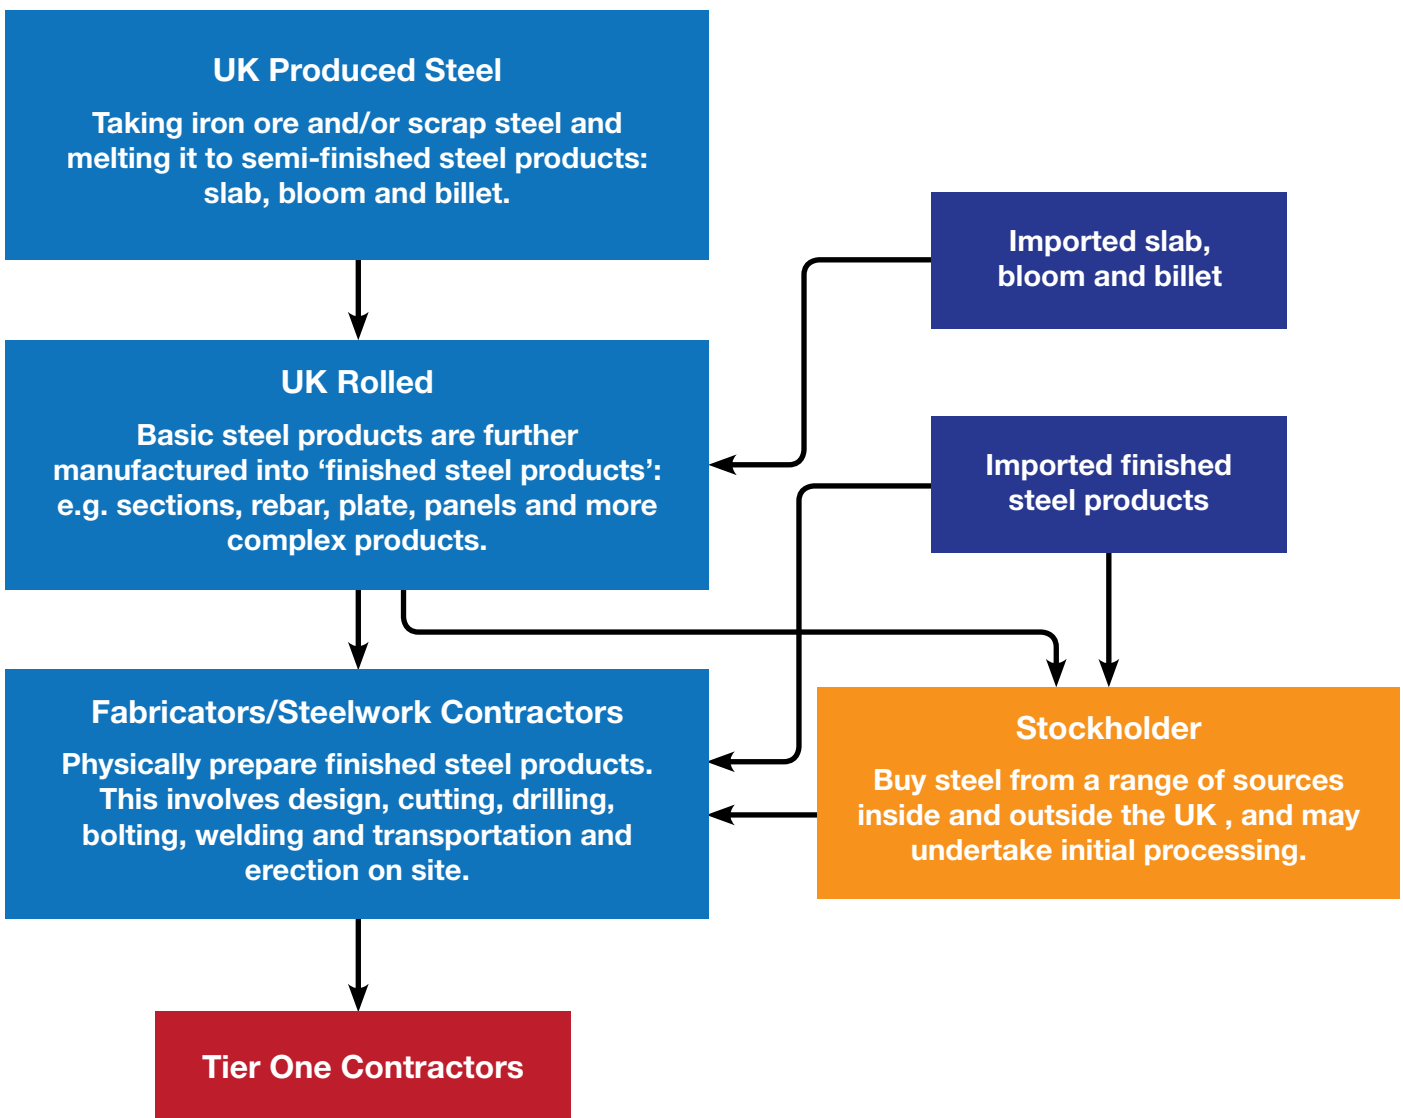 UK Produced Steel
Taking iron ore and/or scrap steel and
melting it to semi-finished steel products:
slab, bloom and billet.
Imported slab,
bloom and billet
UK Rolled
Basic steel products are further
manufactured into ‘finished steel products’:
e.g. sections, rebar, plate, panels and more
complex products.
Imported finished
steel products
Fabricators/Steelwork Contractors
Physically prepare finished steel products.
This involves design, cutting, drilling,
bolting, welding and transportation and
erection on site.
Stockholder
Buy steel from a range of sources
inside and outside the UK , and may
undertake initial processing.
Tier One Contractors